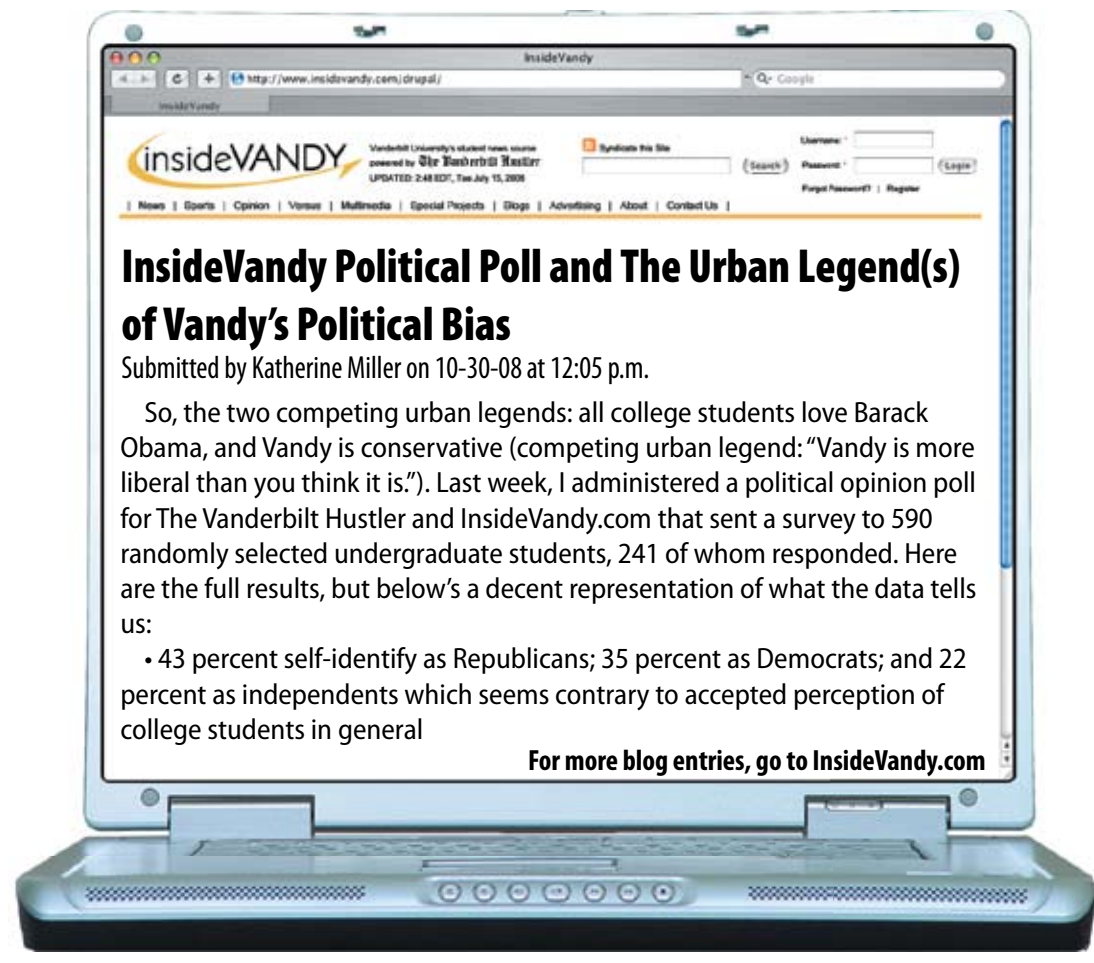 InsideVandy
http://www.insidevandy.com/drupal/
Google
InsideVandy
insideVANDY
Vanderbilt University's student news source
powered by The Vanderbilt Hustler
UPDATED: 2:48 EDT, Tue July 15, 2008
Syndicate this Site
Search
Username: *
Password: *
Login
Forgot Password? | Register
| News | Sports | Opinion | Versus | Multimedia | Special Projects | Blogs | Advertising | About | Contact Us |
InsideVandy Political Poll and The Urban Legend(s)
of Vandy's Political Bias
Submitted by Katherine Miller on 10-30-08 at 12:05 p.m.
So, the two competing urban legends: all college students love Barack
Obama, and Vandy is conservative (competing urban legend: “Vandy is more
liberal than you think it is.”). Last week, I administered a political opinion poll
for The Vanderbilt Hustler and InsideVandy.com that sent a survey to 590
randomly selected undergraduate students, 241 of whom responded. Here
are the full results, but below's a decent representation of what the data tells
us:
• 43 percent self-identify as Republicans; 35 percent as Democrats; and 22
percent as independents which seems contrary to accepted perception of
college students in general
For more blog entries, go to InsideVandy.com